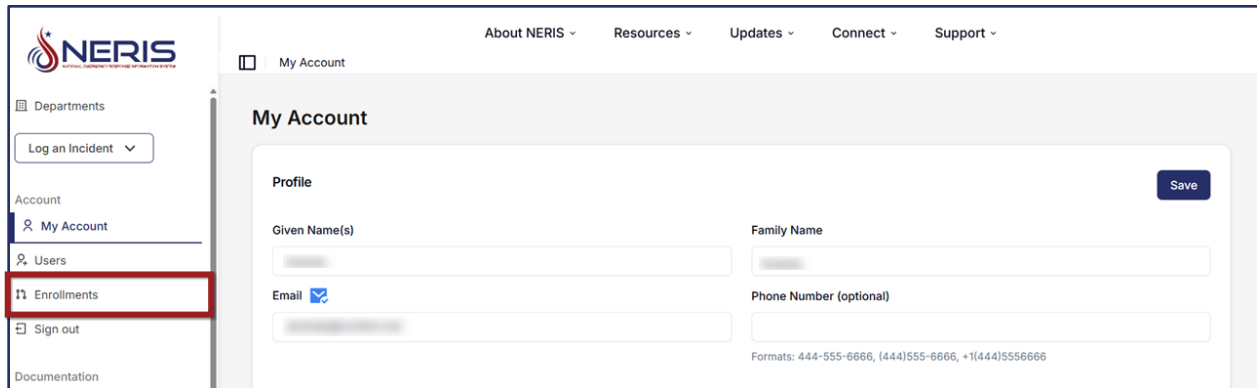 NERIS
NATIONAL EMERGENCY RESPONSE INFORMATION SYSTEM
About NERIS
Resources
Updates
Connect
Support
My Account
Departments
Log an Incident
Account
My Account
Users
Enrollments
Sign out
Documentation
My Account
Profile
Save
Given Name(s)
Family Name
Email
Phone Number (optional)
Formats: 444-555-6666, (444)555-6666, +1(444)5556666